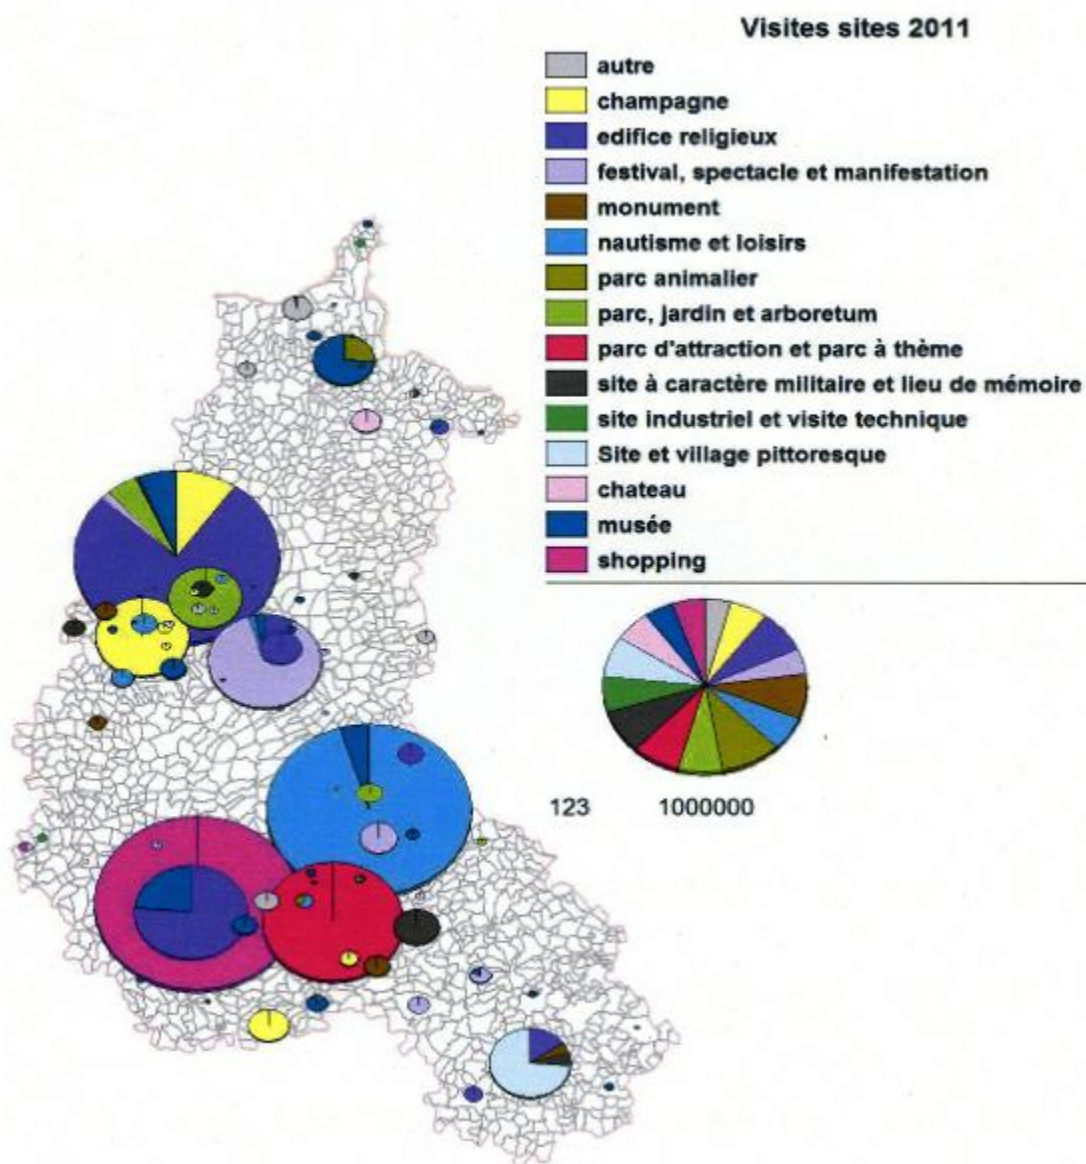 Visites sites 2011
autre
champagne
edifice religieux
festival, spectacle et manifestation
monument
nautisme et loisirs
parc animalier
parc, jardin et arboretum
parc d'attraction et parc à thème
site à caractère militaire et lieu de mémoire
site industriel et visite technique
Site et village pittoresque
chateau
musée
shopping
123 1000000